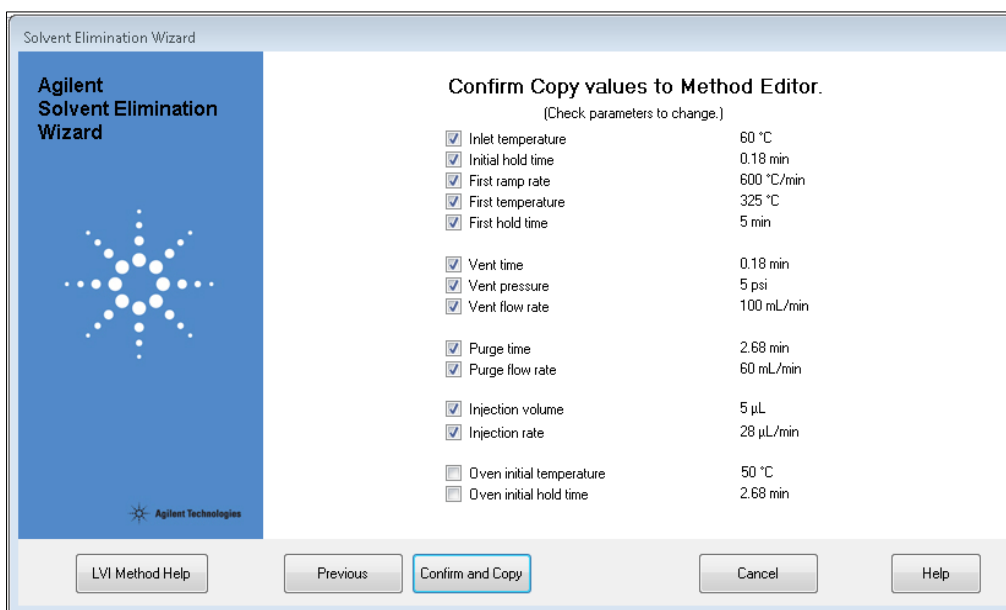 Solvent Elimination Wizard
Agilent
Solvent Elimination
Wizard
Confirm Copy values to Method Editor.
(Check parameters to change.)
Inlet temperature 60 °C
Initial hold time 0.18 min
First ramp rate 600 °C/min
First temperature 325 °C
First hold time 5 min
Vent time 0.18 min
Vent pressure 5 psi
Vent flow rate 100 mL/min
Purge time 2.68 min
Purge flow rate 60 mL/min
Injection volume 5 µL
Injection rate 28 µL/min
Oven initial temperature 50 °C
Oven initial hold time 2.68 min
Agilent Technologies
LVI Method Help Previous Confirm and Copy Cancel Help